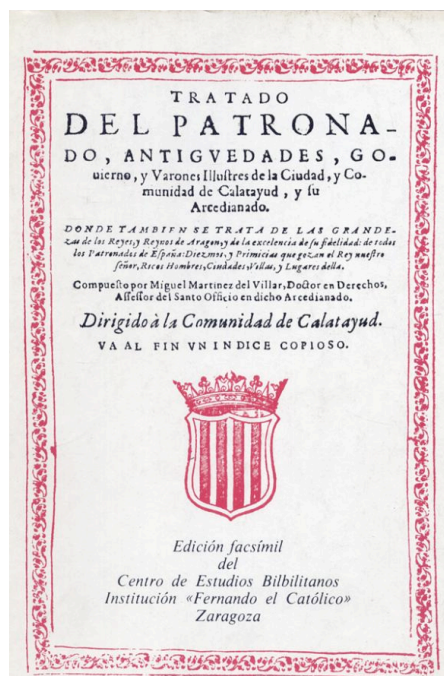 TRATADO
DEL PATRONA-
DO, ANTIGVEDADES, GO-
uierno, y Varones Illustres de la Ciudad, y Co-
munidad de Calatayud, y su
Arcedianado.
DONDE TAMBIEN SE TRATA DE LAS GRANDE-
zas de los Reyes, y Reynos de Aragon, y de la excelencia de su fidelidad: de todos
los Patronados de España: Diezmos, y Primicias que gozan el Rey nuestro
señor, Ricos Hombres, Ciudades, Villas, y Lugares della.
Compuesto por Miguel Martinez del Villar, Doctor en Derechos,
Assessor del Santo Officio en dicho Arcedianado.
Dirigido à la Comunidad de Calatayud.
VA AL FIN VN INDICE COPIOSO.
Edición facsímil
del
Centro de Estudios Bilbilitanos
Institución «Fernando el Católico»
Zaragoza